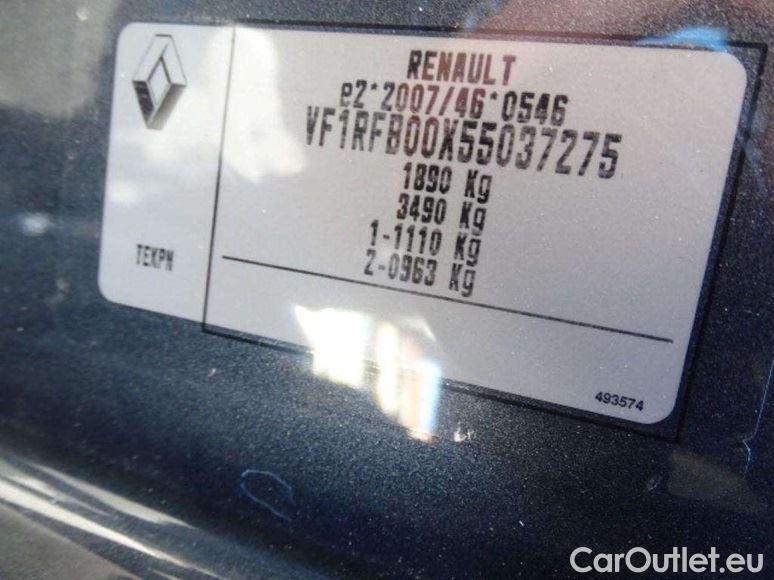 RENAULT
e2*2007/46*0546
VF1RFB00X55037275
1890 Kg
3490 Kg
1-1110 Kg
2-0963 Kg
TEKPN
493574
CarOutlet.eu